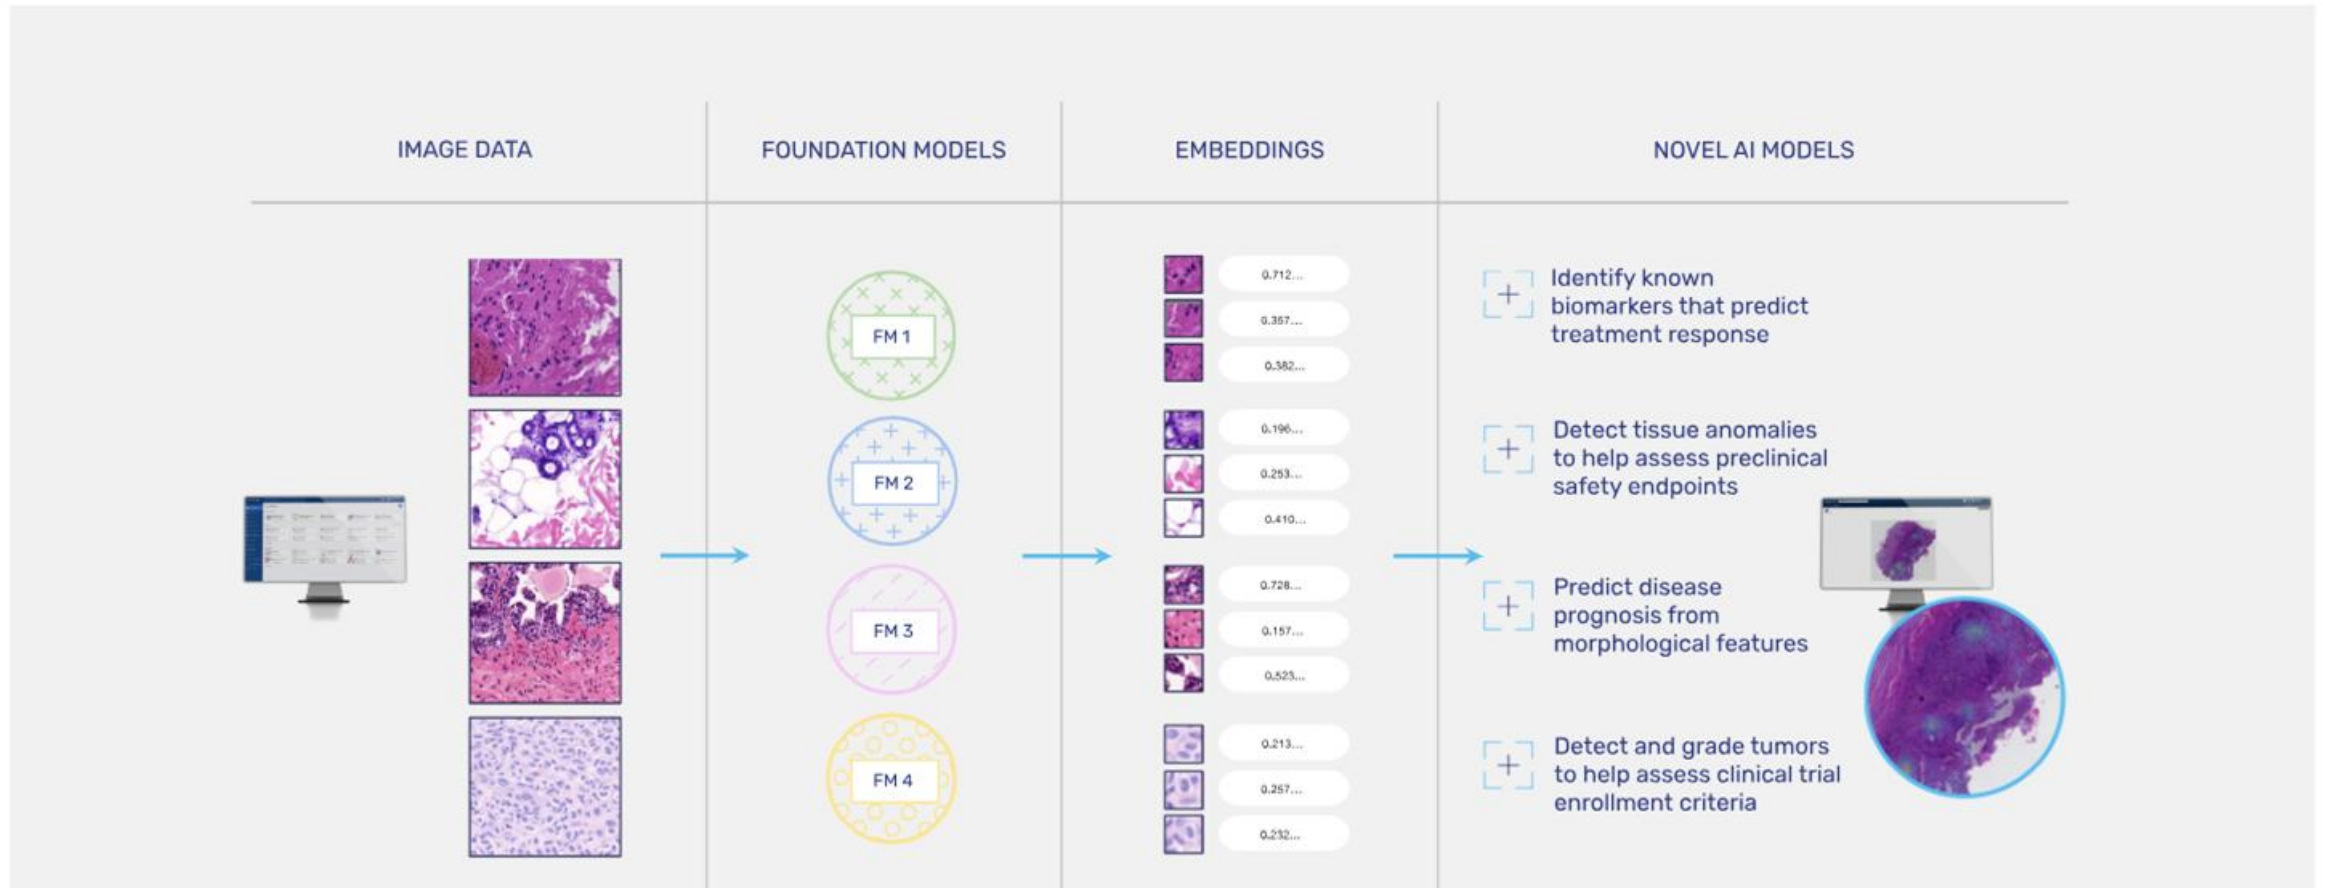 IMAGE DATA
FOUNDATION MODELS
EMBEDDINGS
NOVEL AI MODELS
FM 1
FM 2
FM 3
FM 4
0.712...
0.357...
0.382...
0.196...
0.253...
0.410...
0.728...
0.157...
0.523...
0.213...
0.257...
0.232...
Identify known
biomarkers that predict
treatment response
Detect tissue anomalies
to help assess preclinical
safety endpoints
Predict disease
prognosis from
morphological features
Detect and grade tumors
to help assess clinical trial
enrollment criteria